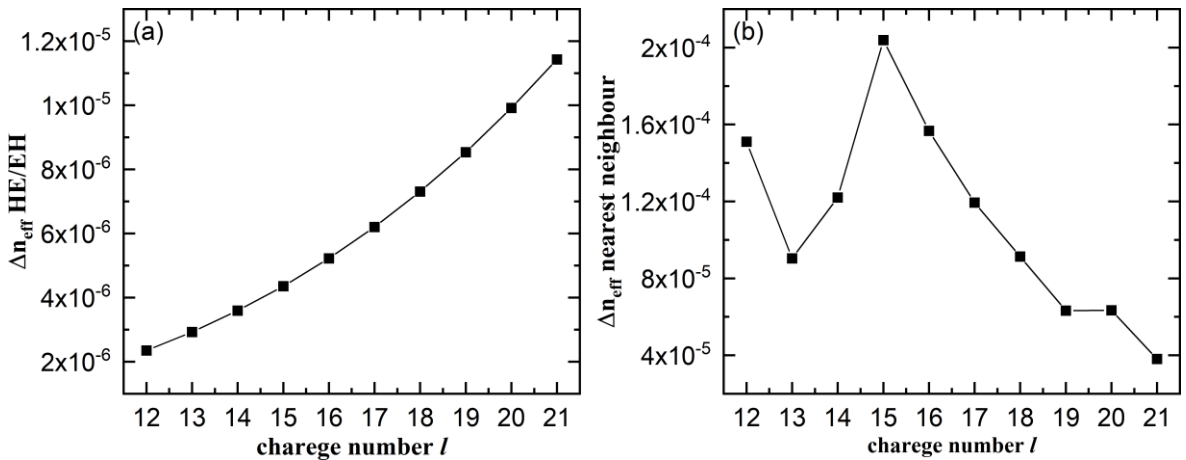 (a)
1.2x10-5
1x10-5
8x10-6
6x10-6
4x10-6
2x10-6
Δneff HE/EH
12 13 14 15 16 17 18 19 20 21
charege number l
(b)
2x10-4
1.6x10-4
1.2x10-4
8x10-5
4x10-5
Δneff nearest neighbour
12 13 14 15 16 17 18 19 20 21
charege number l